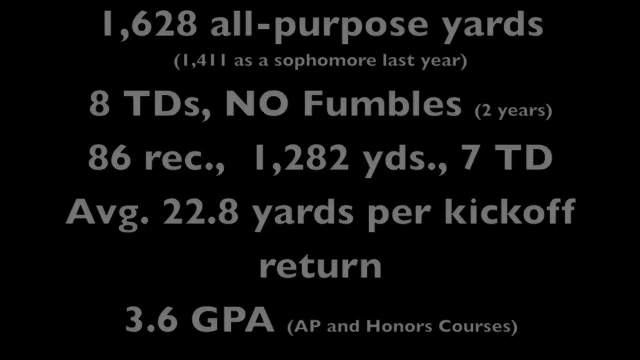 1,628 all-purpose yards
(1,411 as a sophomore last year)
8 TDs, NO Fumbles (2 years)
86 rec.,  1,282 yds., 7 TD
Avg. 22.8 yards per kickoff
return
3.6 GPA (AP and Honors Courses)